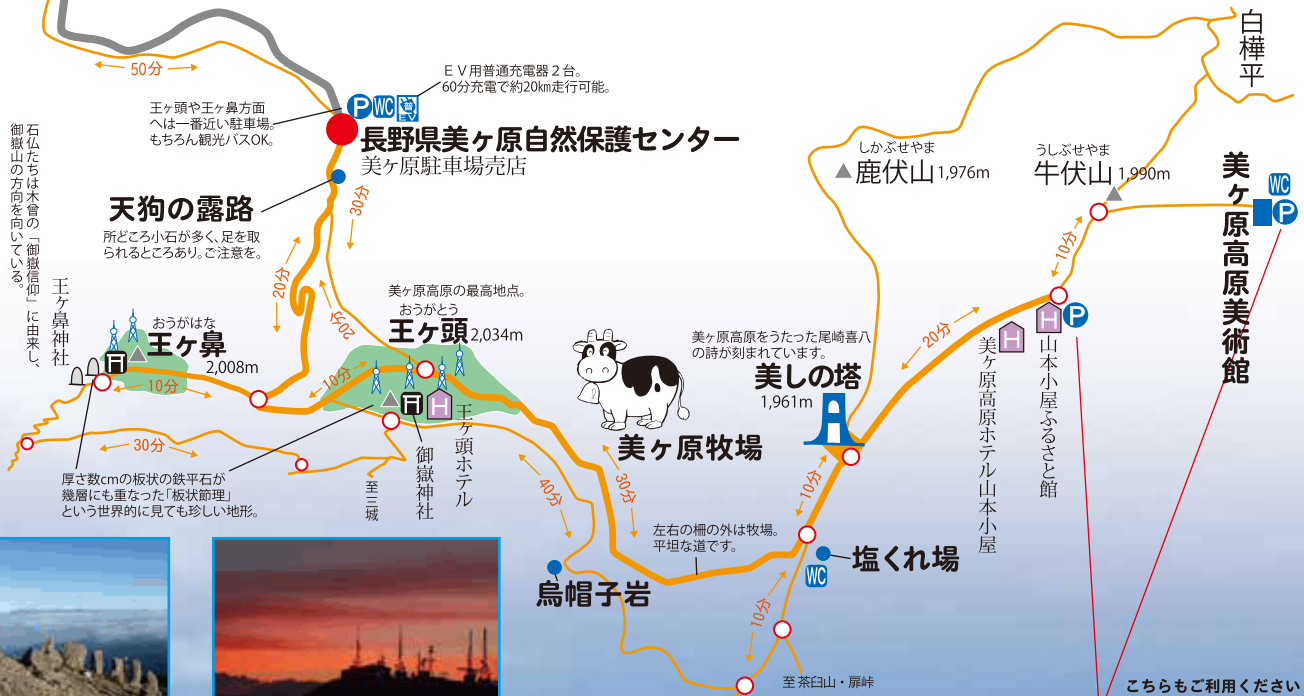 50分
EV用普通充電器2台。
60分充電で約20km走行可能。
P
WC
EV
王ヶ頭や王ヶ鼻方面
へは一番近い駐車場。
もちろん観光バスOK。
長野県美ヶ原自然保護センター
美ヶ原駐車場売店
天狗の露路
所どころ小石が多く、足を取
られるところあり。ご注意を。
30分
20分
20分
石仏たちは木曾の「御嶽信仰」に由来し、
御嶽山の方向を向いている。
王ヶ鼻神社
おうがはな
王ヶ鼻
2,008m
10分
30分
厚さ数cmの板状の鉄平石が
幾層にも重なった「板状節理」
という世界的に見ても珍しい地形。
美ヶ原高原の最高地点。
おうがとう
王ヶ頭 2,034m
10分
H
王ヶ頭ホテル
御嶽神社
至三城
40分
30分
烏帽子岩
美ヶ原牧場
左右の柵の外は牧場。
平坦な道です。
美ヶ原高原をうたった尾崎喜八
の詩が刻まれています。
美しの塔
1,961m
10分
塩くれ場
WC
10分
至茶臼山・扉峠
20分
しかぶせやま
鹿伏山 1,976m
うしぶせやま
牛伏山 1,990m
10分
白樺平
WC
P
美ヶ原高原美術館
H
P
山本小屋ふるさと館
H
美ヶ原高原ホテル山本小屋
こちらもご利用ください